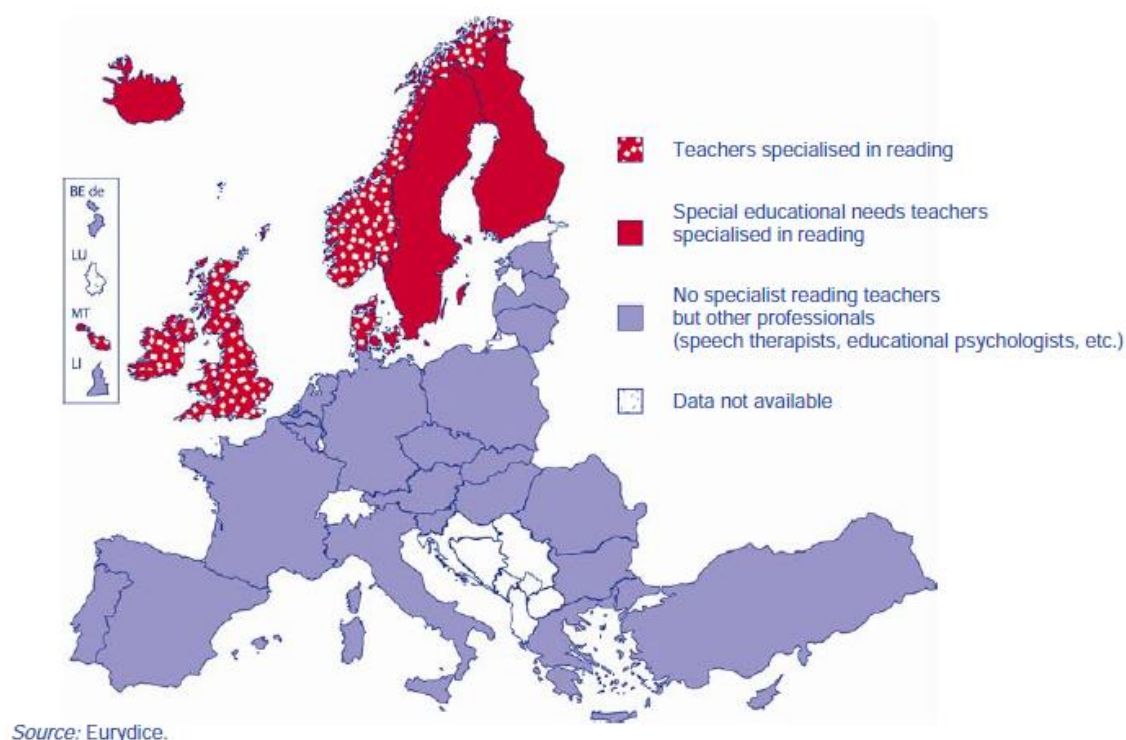 BE de
LU
MT
LI
Teachers specialised in reading
Special educational needs teachers
specialised in reading
No specialist reading teachers
but other professionals
(speech therapists, educational psychologists, etc.)
Data not available
Source: Eurydice.